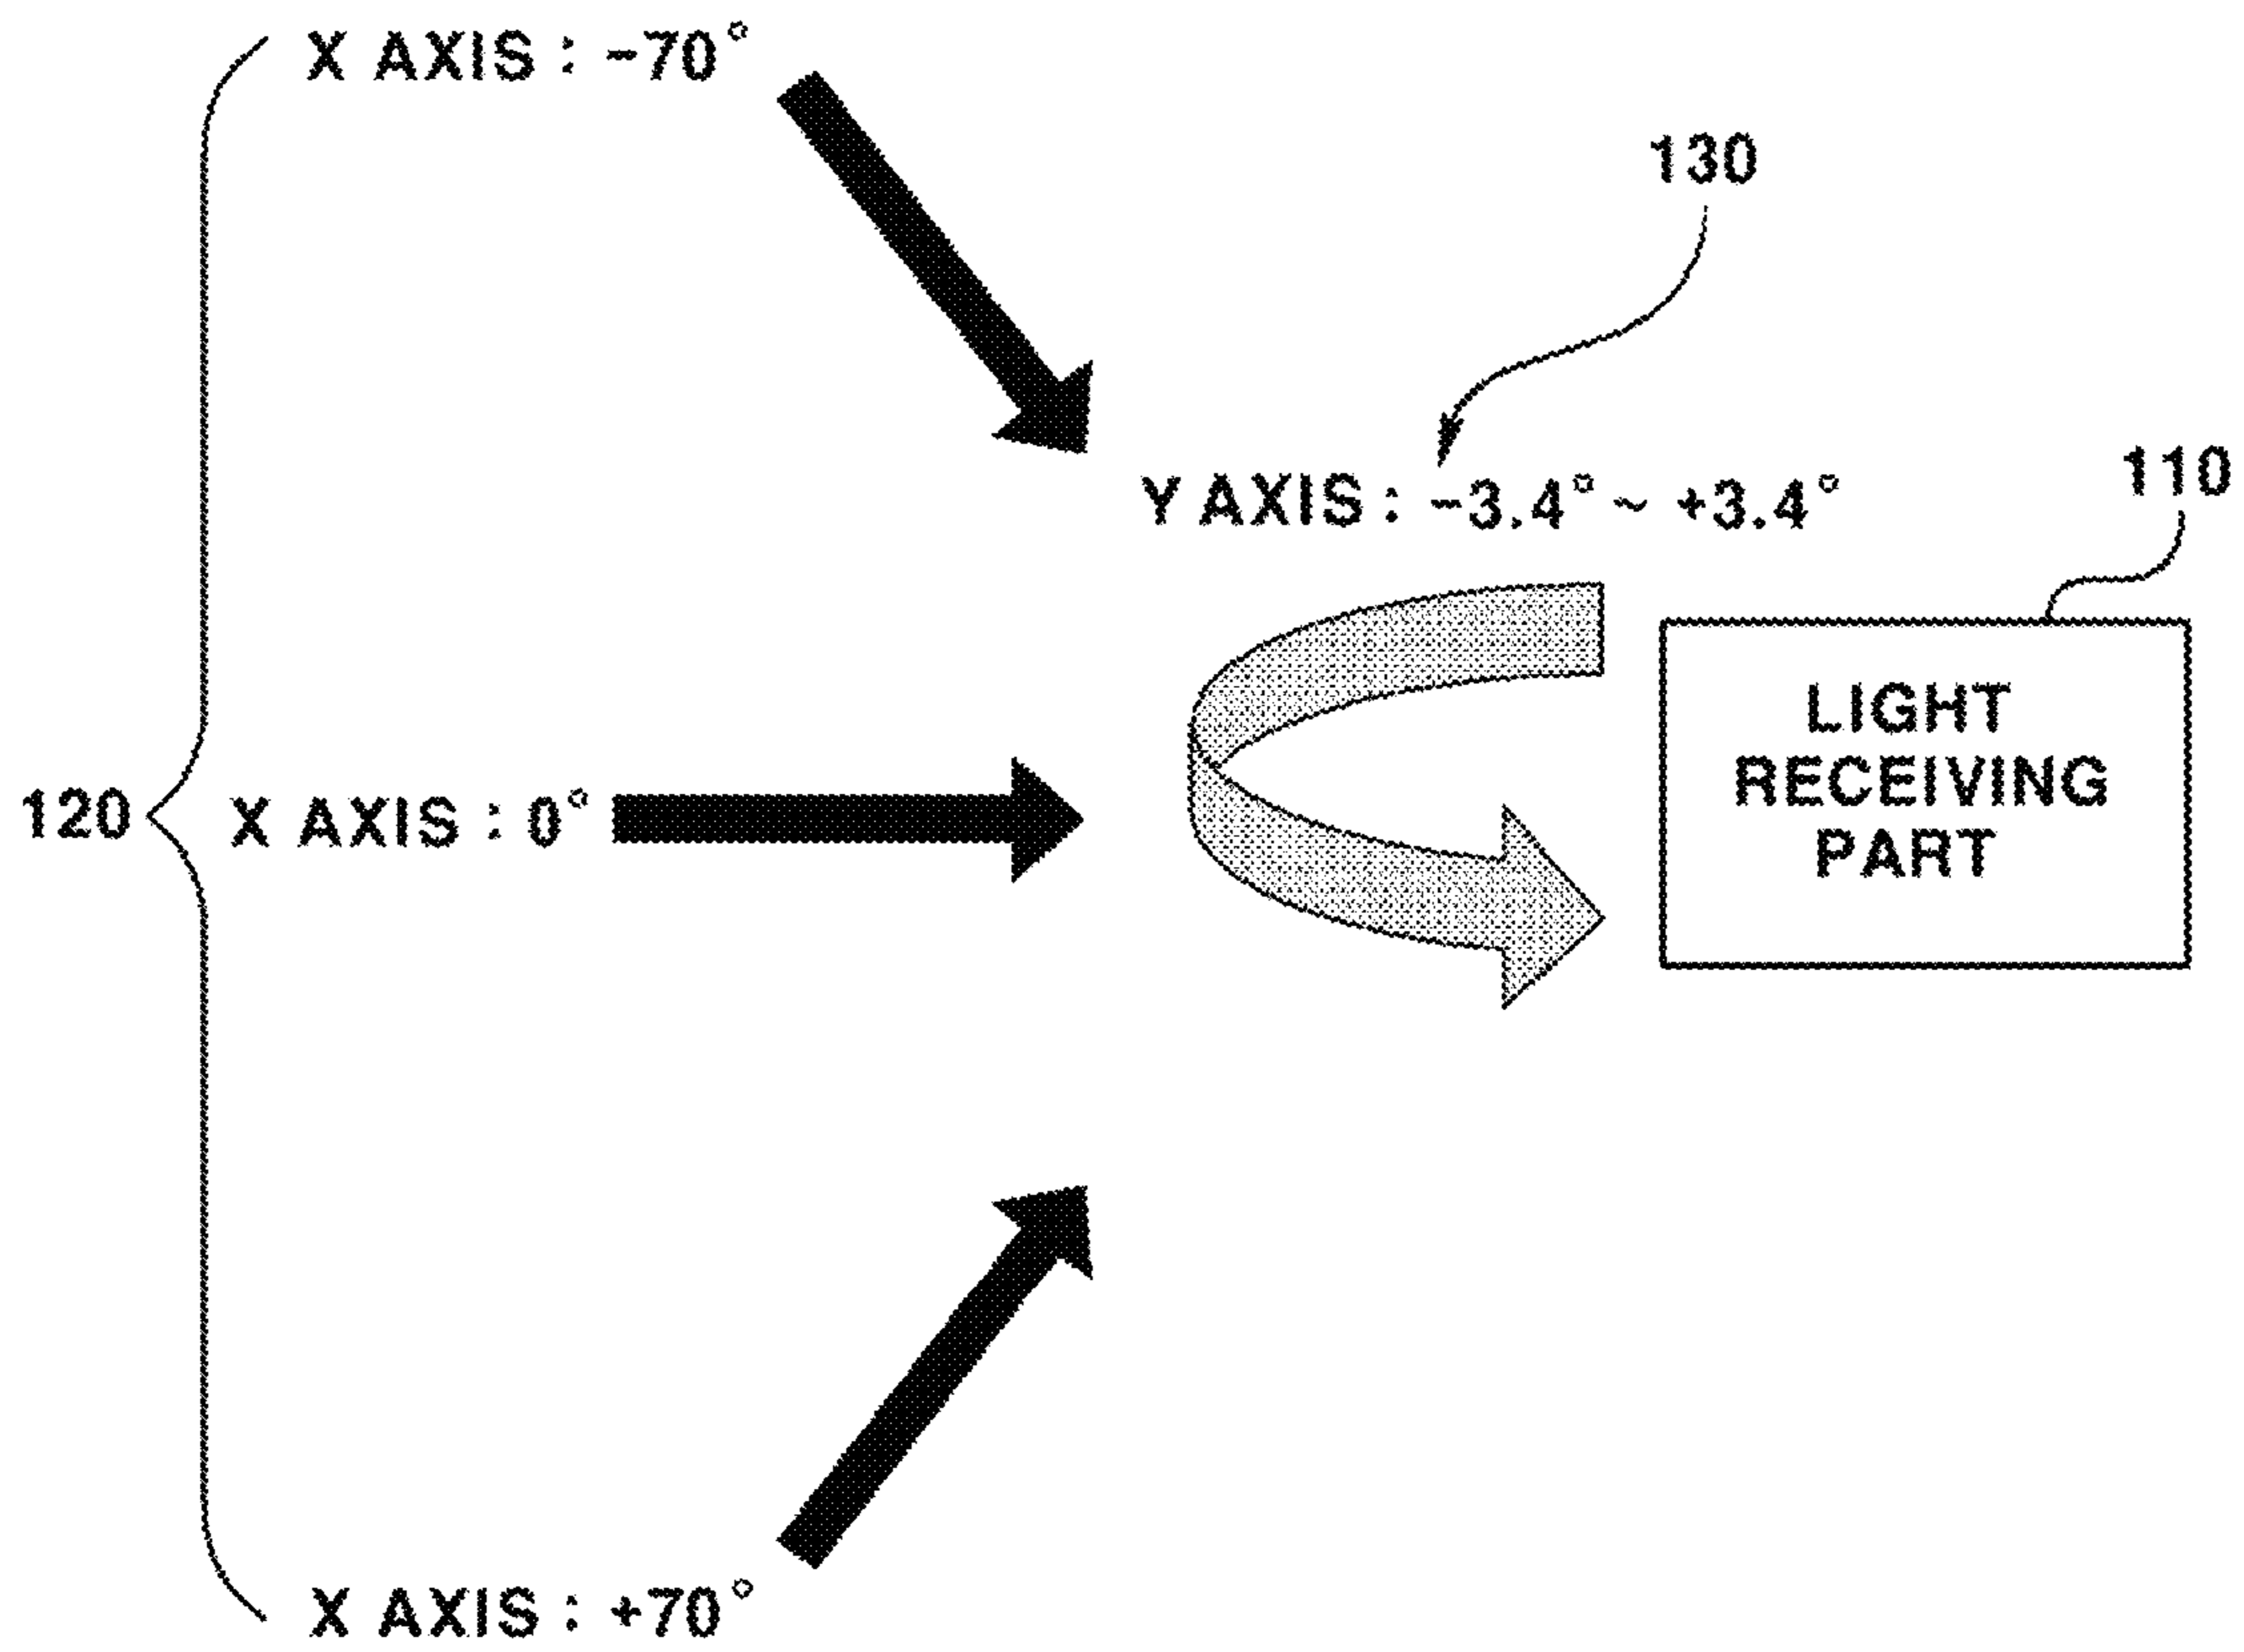 X AXIS : -70°
130
Y AXIS : -3.4° ~ +3.4°
110
LIGHT
RECEIVING
PART
120
X AXIS : 0°
X AXIS : +70°